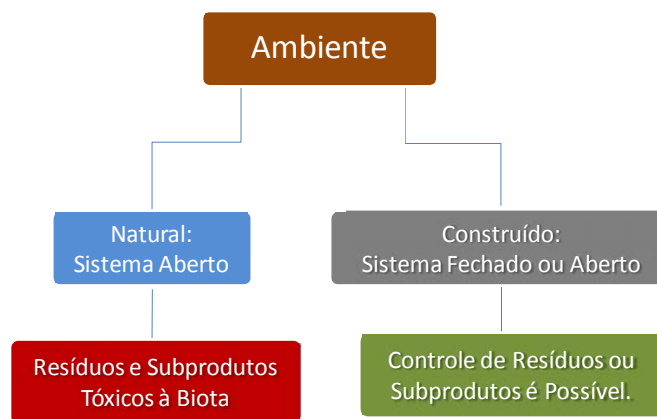 Ambiente
Natural:
Sistema Aberto
Construído:
Sistema Fechado ou Aberto
Resíduos e Subprodutos
Tóxicos à Biota
Controle de Resíduos ou
Subprodutos é Possível.